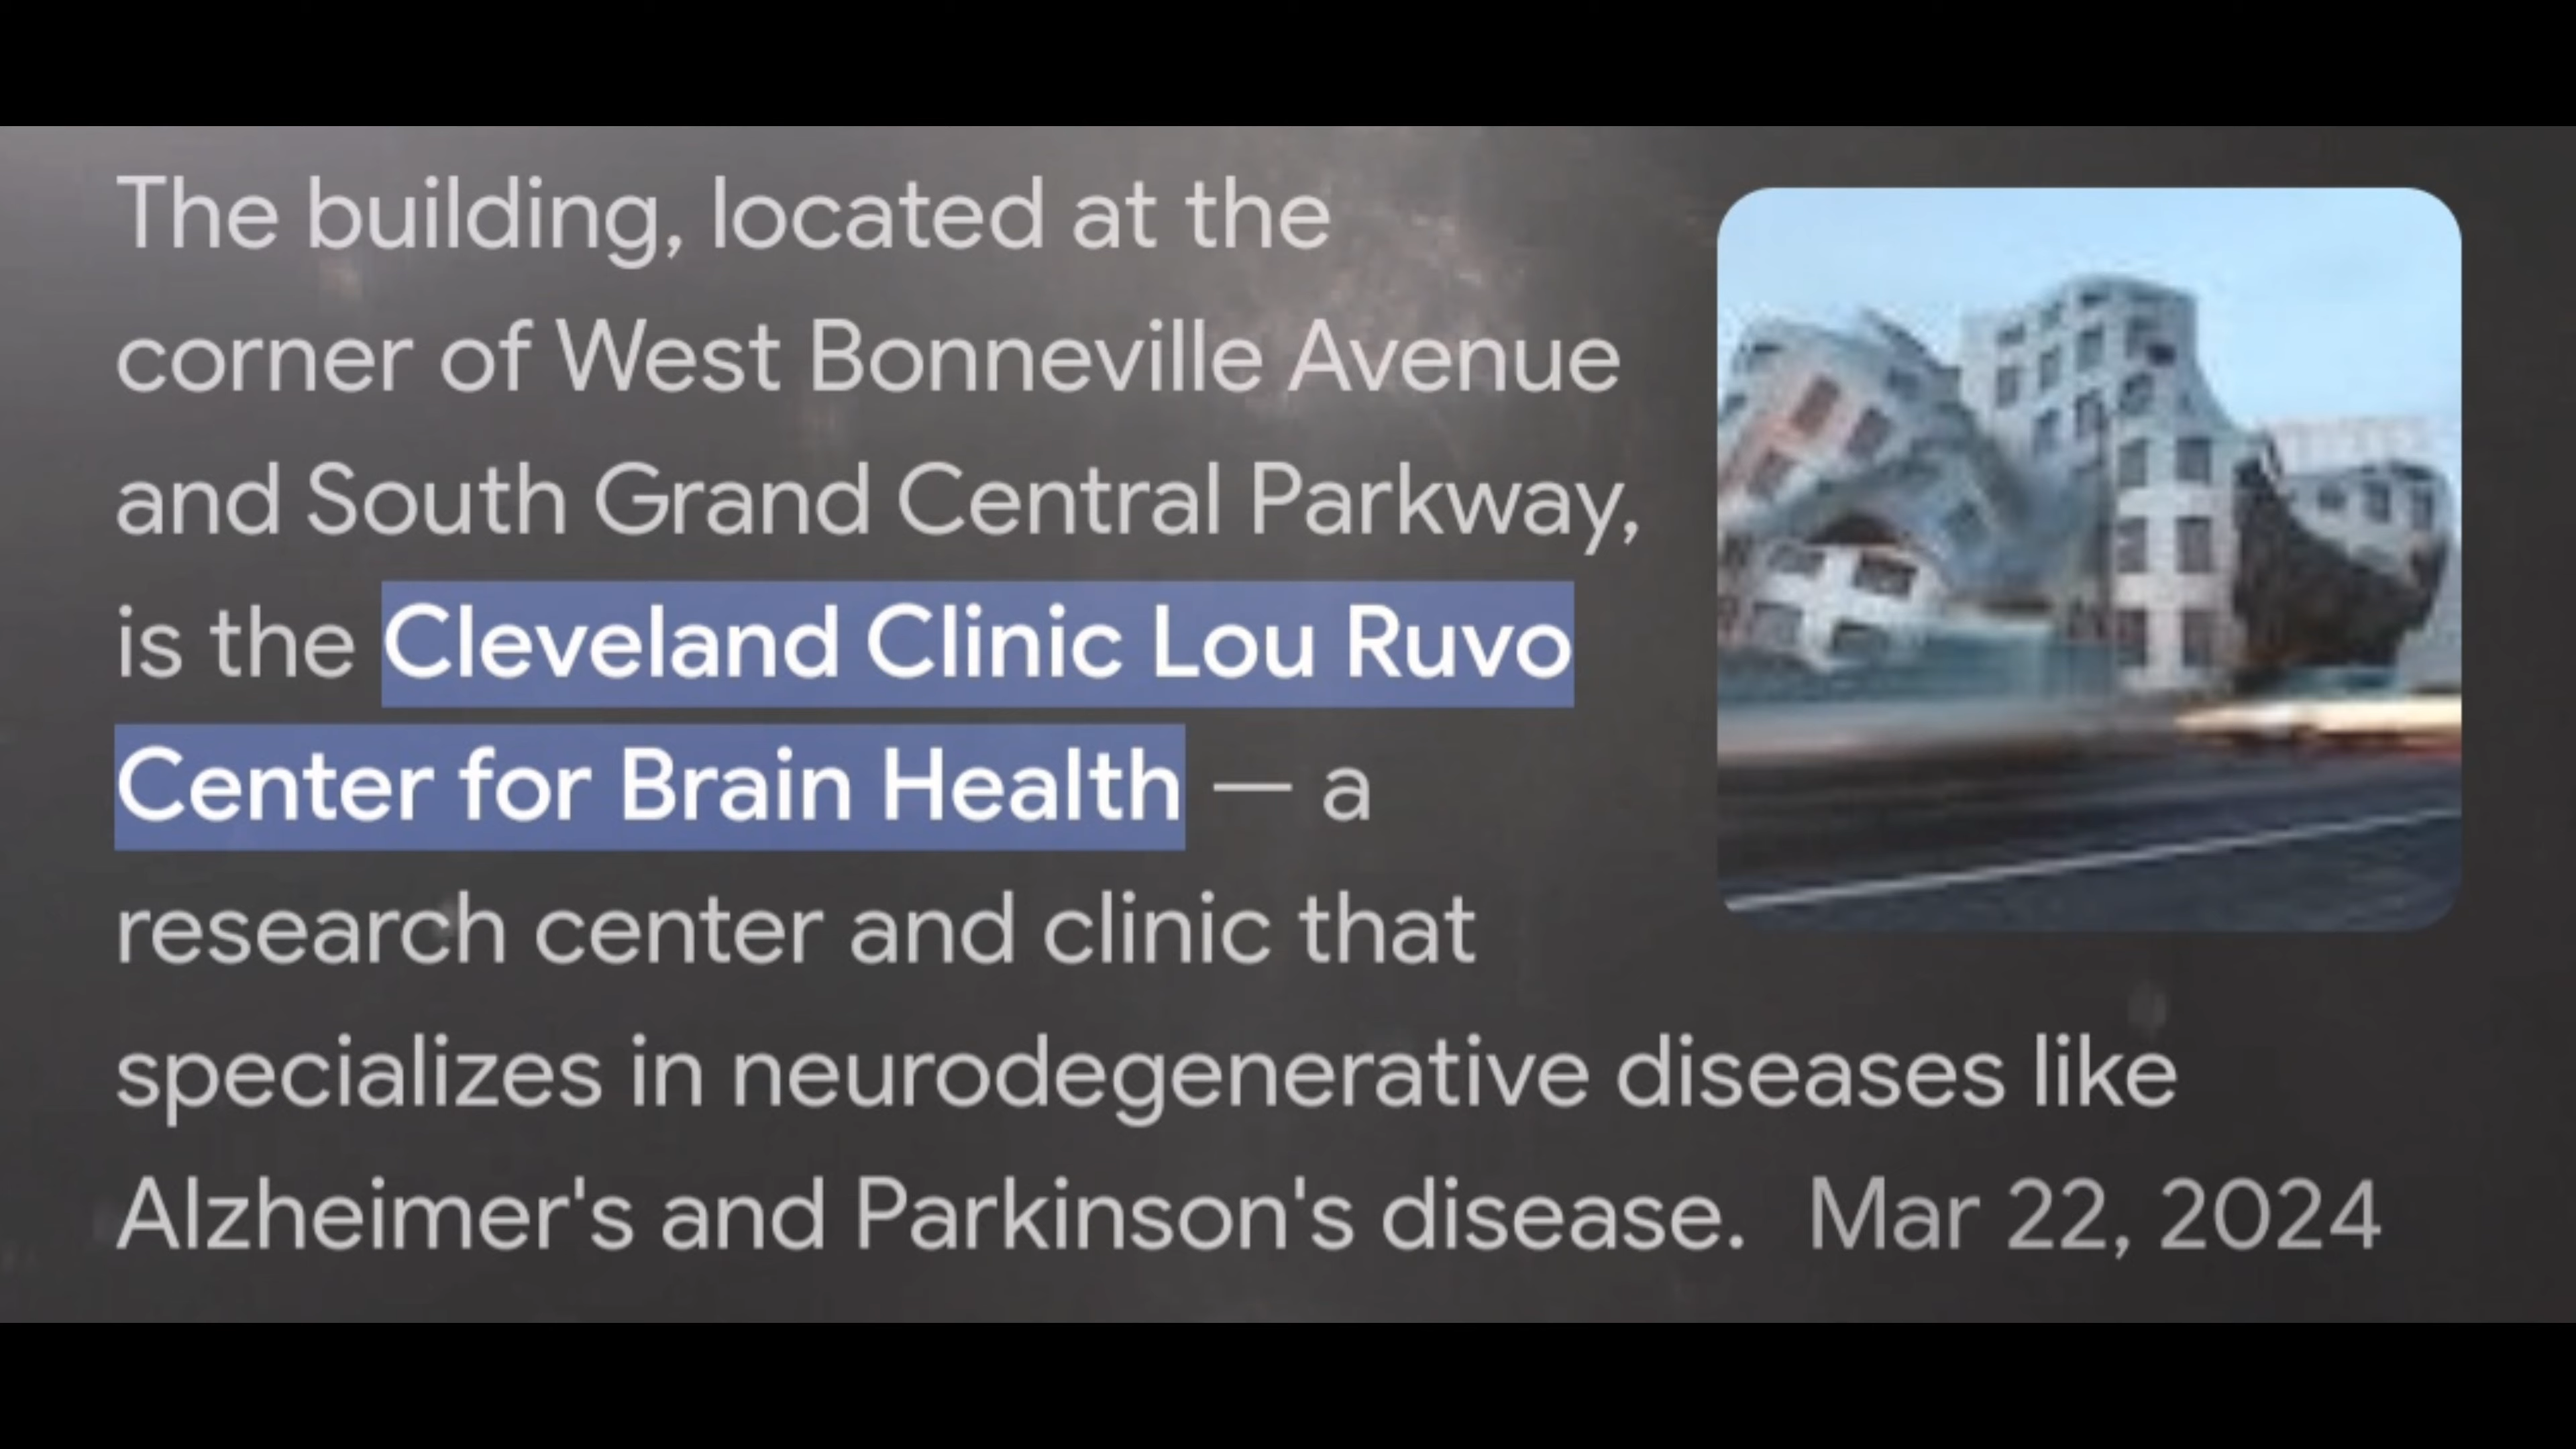 The building, located at the
corner of West Bonneville Avenue
and South Grand Central Parkway,
is the Cleveland Clinic Lou Ruvo
Center for Brain Health — a
research center and clinic that
specializes in neurodegenerative diseases like
Alzheimer's and Parkinson's disease. Mar 22, 2024